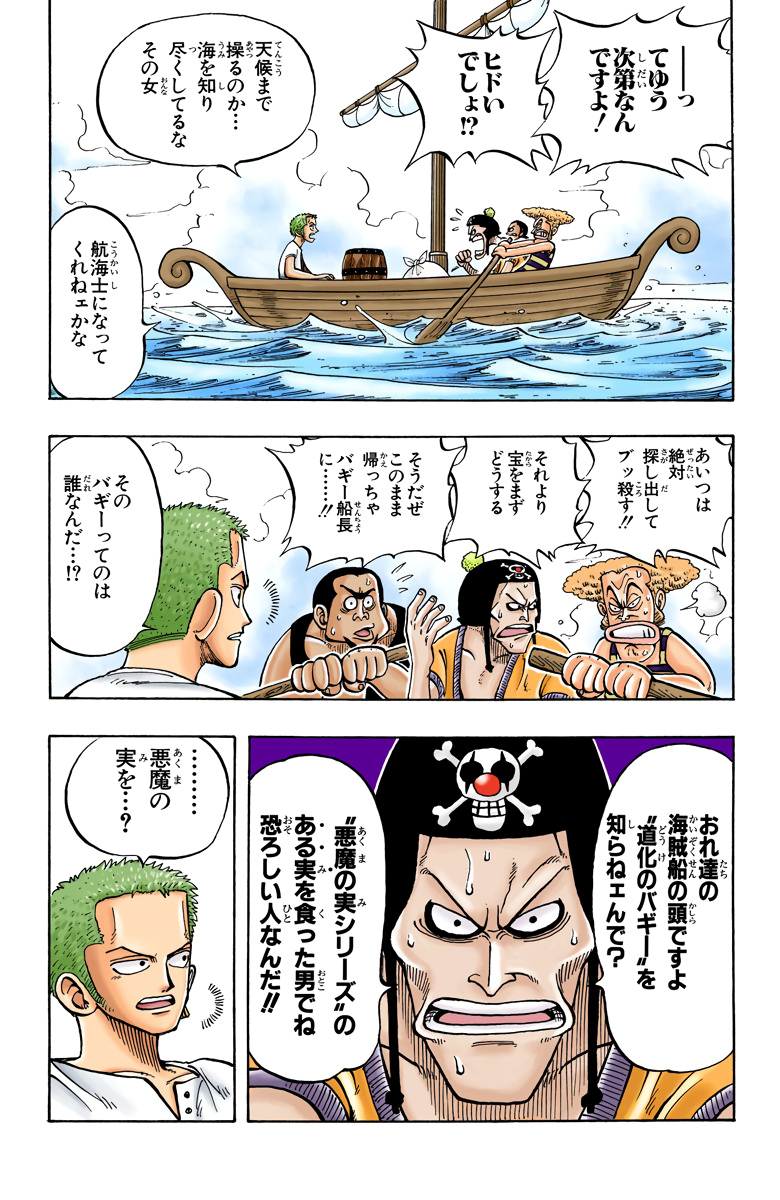 ――っ
てゆう
次第なん
ですよ！
ヒドい
でしょ!?
天候まで
操るのか…
海を知り
尽くしてるな
その女
航海士になって
くれねェかな
あいつは
絶対
探し出して
ブッ殺す!!
それより
宝をまず
どうする
そうだぜ
このまま
帰っちゃ
バギー船長
に……!!
その
バギーってのは
誰なんだ…!?
おれ達の
海賊船の頭ですよ
“道化のバギー”を
知らねェんで？
“悪魔の実シリーズ”の
ある実を食った男でね
恐ろしい人なんだ!!
………
悪魔の
実を…？